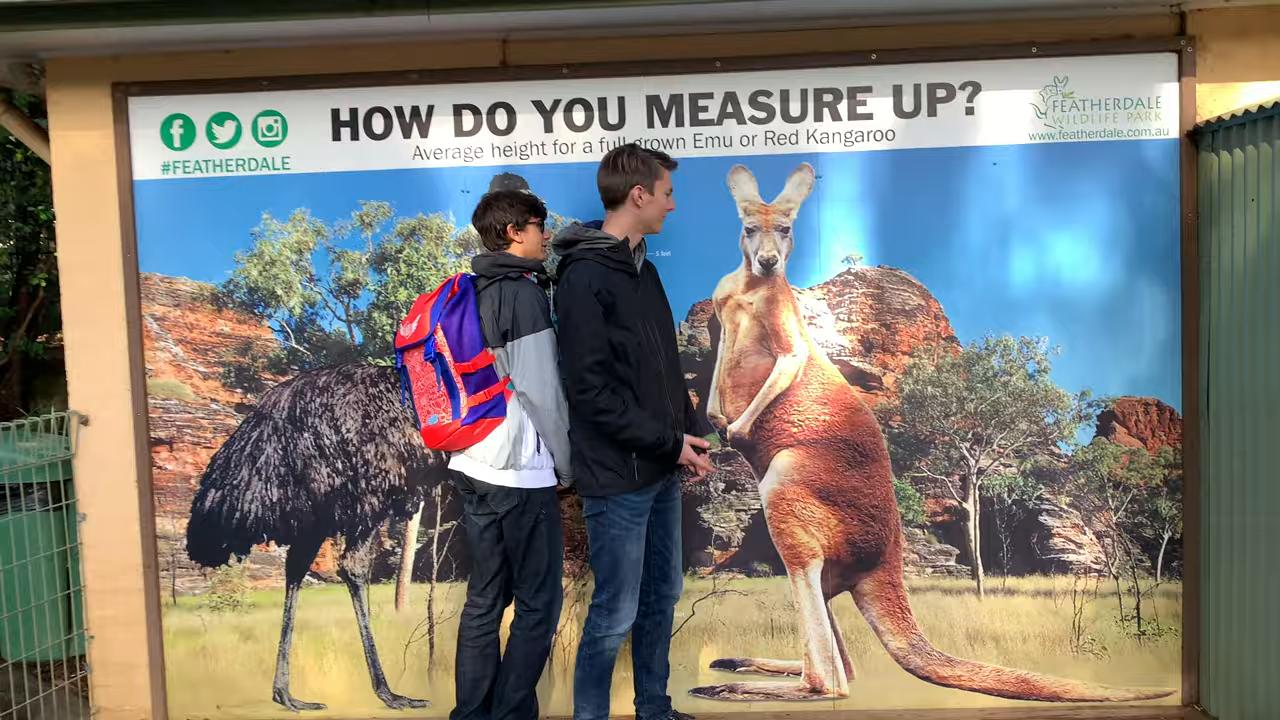 HOW DO YOU MEASURE UP?
Average height for a full grown Emu or Red Kangaroo
#FEATHERDALE
FEATHERDALE
WILDLIFE PARK
www.featherdale.com.au